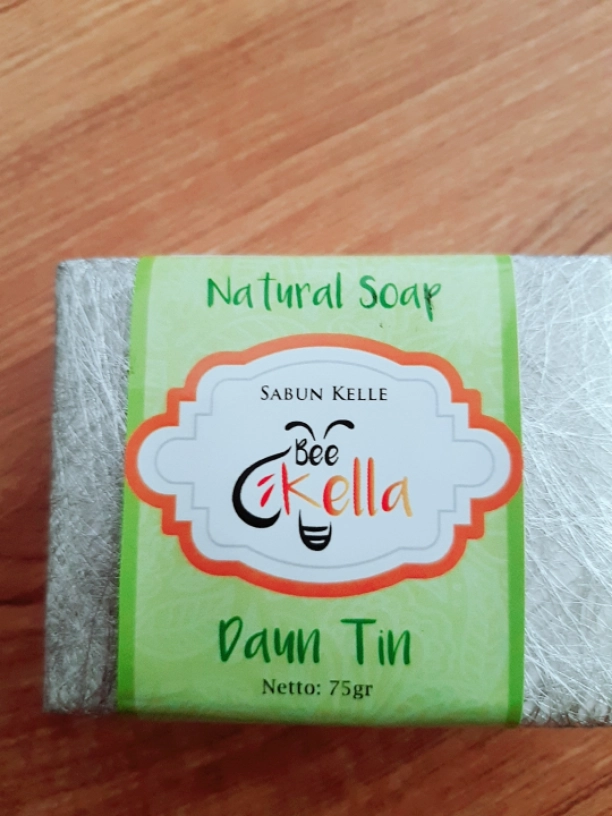 Natural Soap
SABUN KELLE
Bee
Kella
Daun Tin
Netto: 75gr